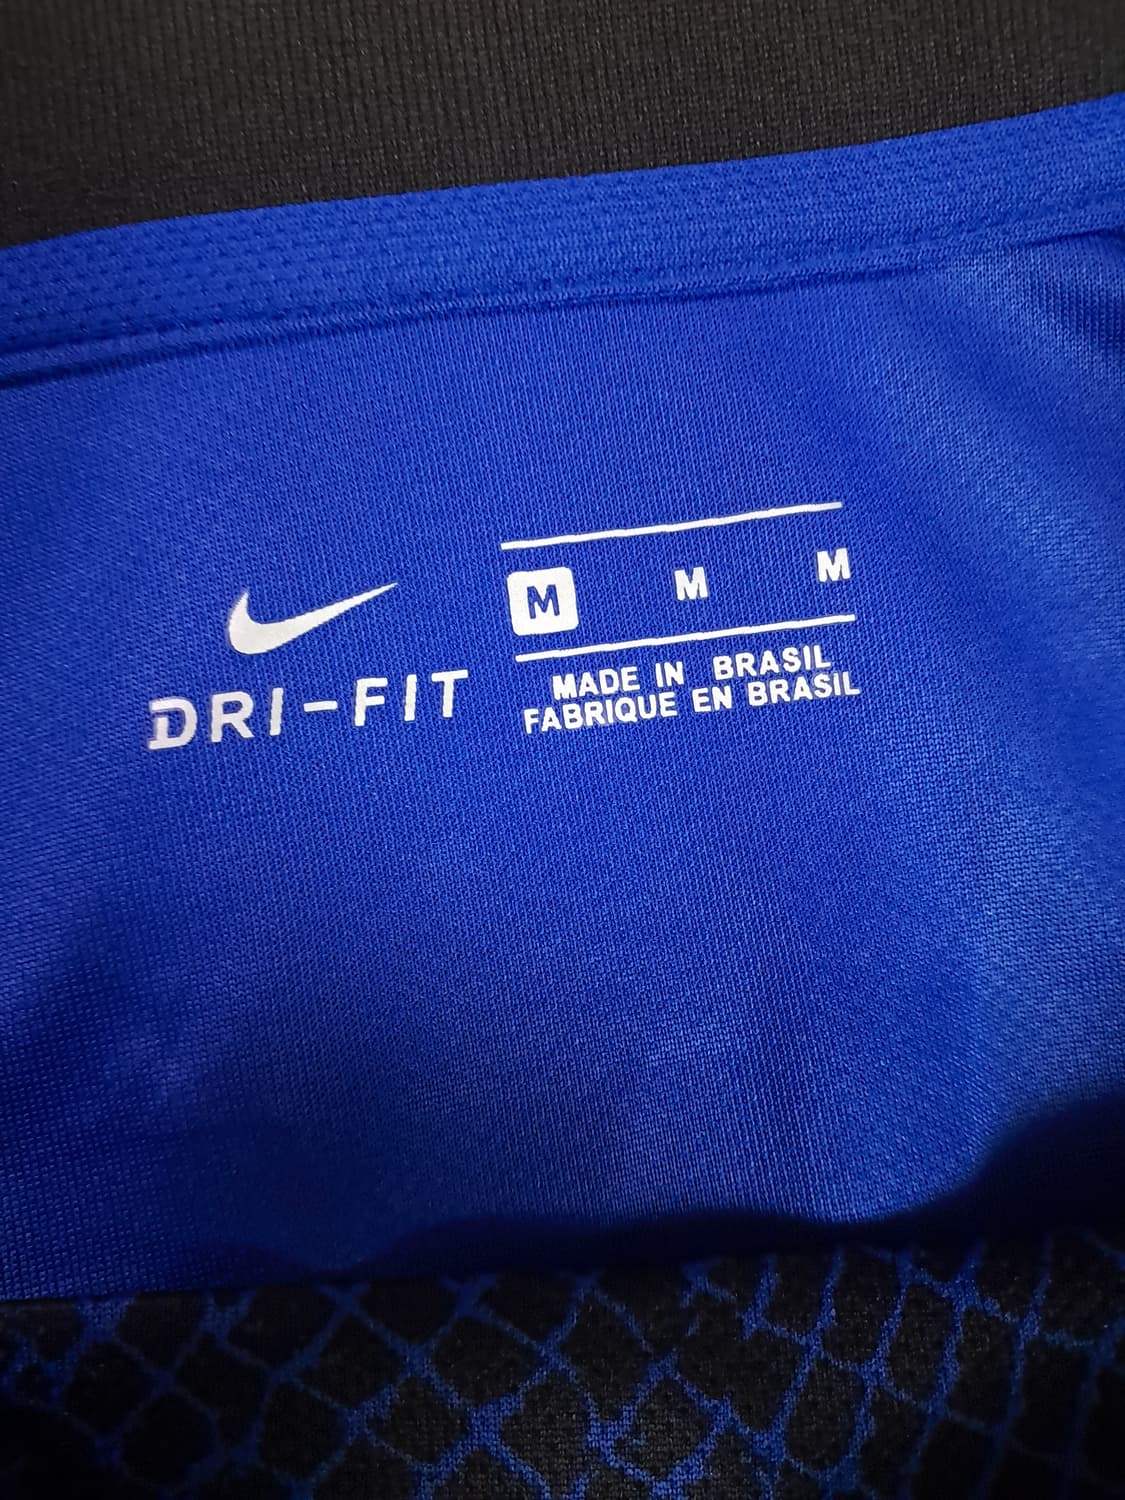 M M M
DRI-FIT
MADE IN BRASIL
FABRIQUE EN BRASIL